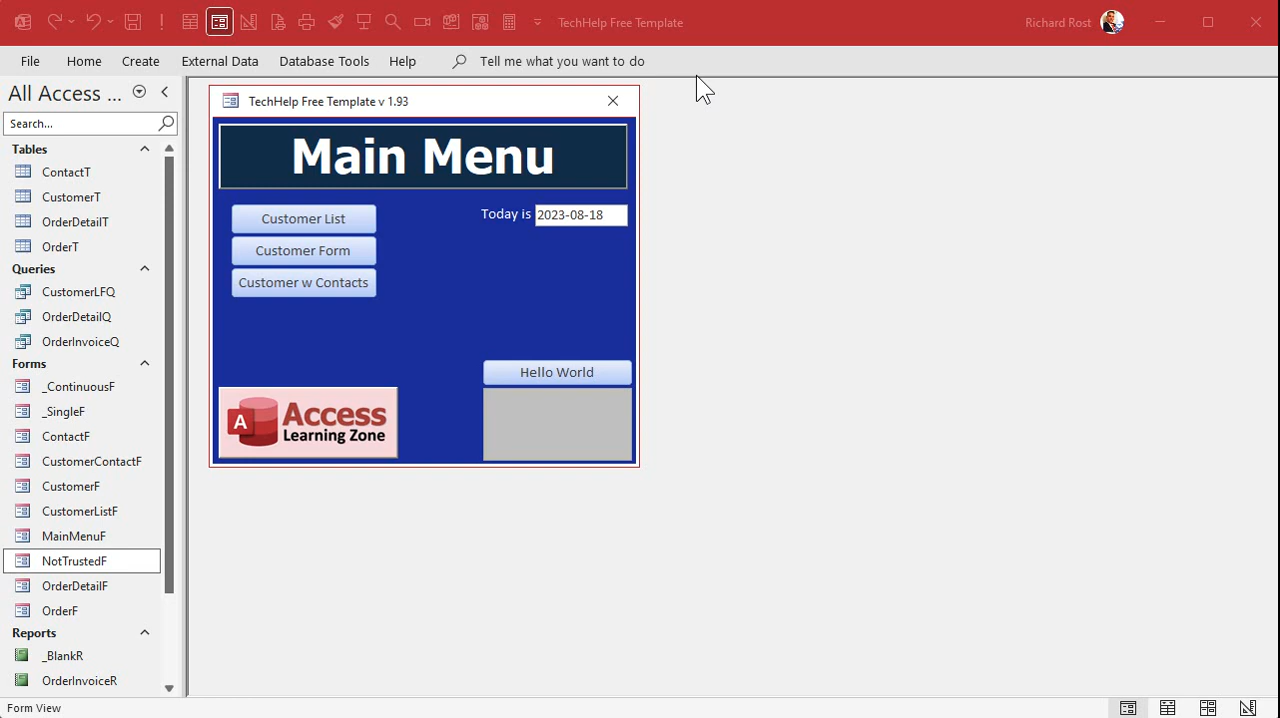 TechHelp Free Template
Richard Rost
File
Home
Create
External Data
Database Tools
Help
Tell me what you want to do
All Access ...
Search...
Tables
ContactT
CustomerT
OrderDetailT
OrderT
Queries
CustomerLFQ
OrderDetailQ
OrderInvoiceQ
Forms
_ContinuousF
_SingleF
ContactF
CustomerContactF
CustomerF
CustomerListF
MainMenuF
NotTrustedF
OrderDetailF
OrderF
Reports
_BlankR
OrderInvoiceR
TechHelp Free Template v 1.93
Main Menu
Customer List
Today is 2023-08-18
Customer Form
Customer w Contacts
Hello World
A Access
Learning Zone
Form View